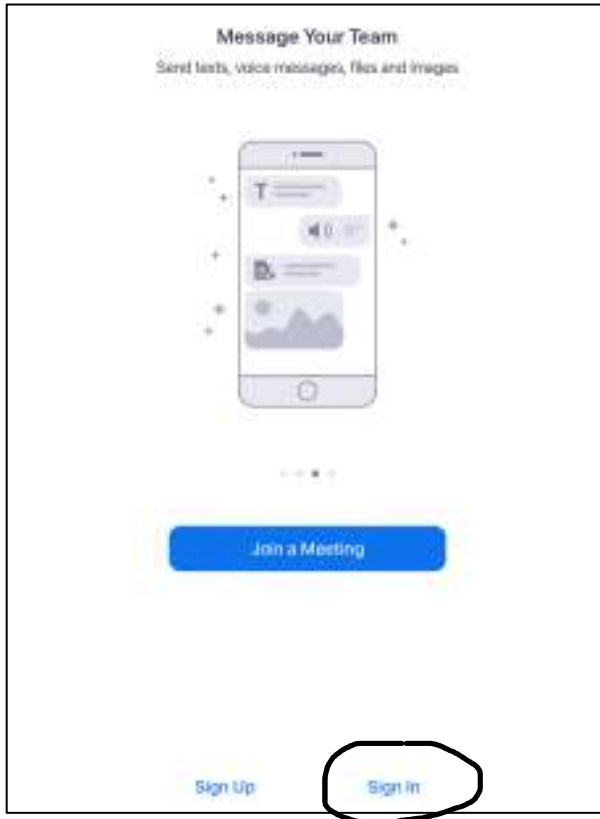 Message Your Team
Send texts, voice messages, files and images
T
Join a Meeting
Sign Up
Sign In